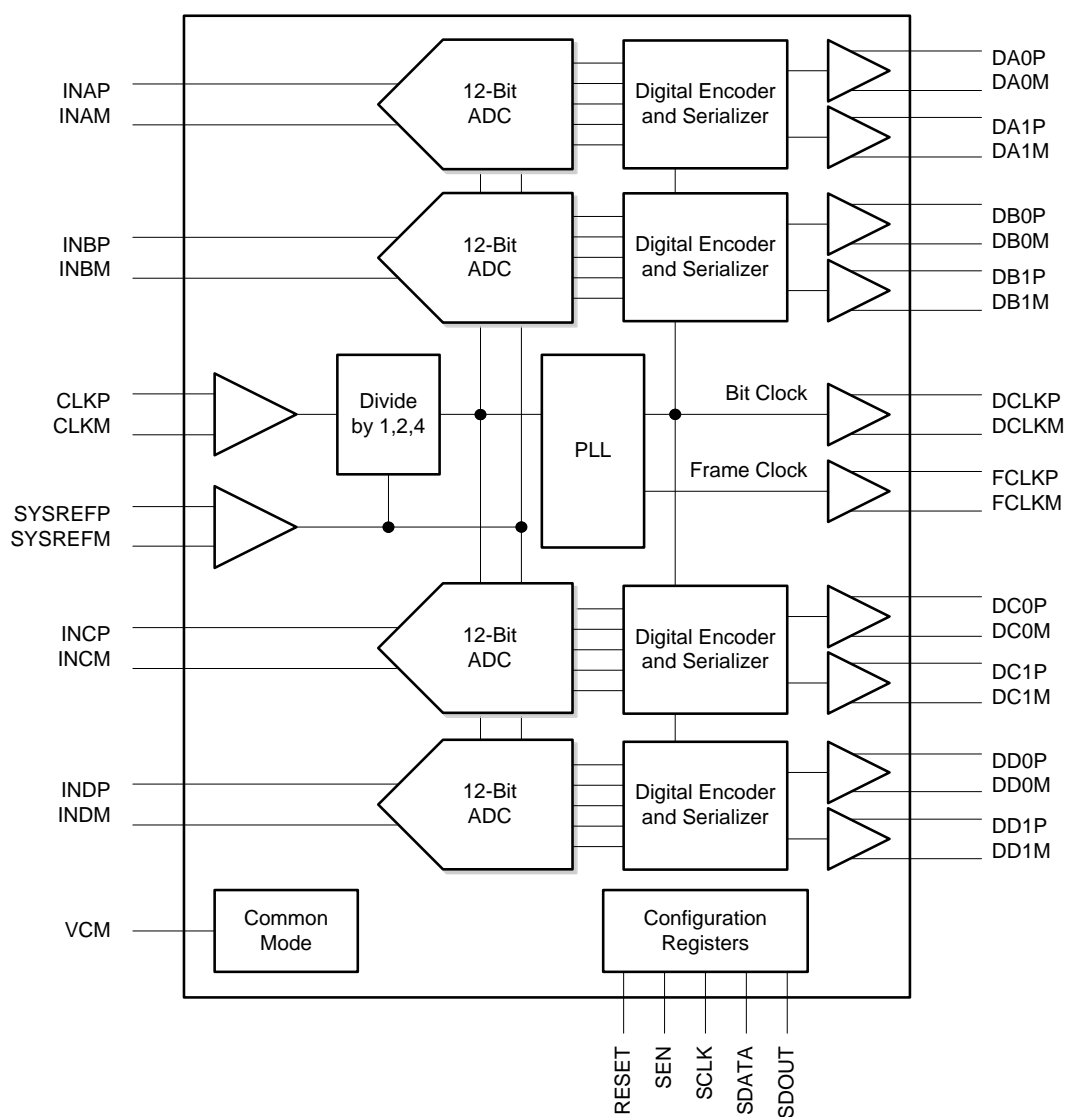 INAP
INAM
12-Bit
ADC
Digital Encoder
and Serializer
DA0P
DA0M
DA1P
DA1M
INBP
INBM
12-Bit
ADC
Digital Encoder
and Serializer
DB0P
DB0M
DB1P
DB1M
CLKP
CLKM
Divide
by 1,2,4
PLL
Bit Clock
DCLKP
DCLKM
Frame Clock
FCLKP
FCLKM
SYSREFP
SYSREFM
INCP
INCM
12-Bit
ADC
Digital Encoder
and Serializer
DC0P
DC0M
DC1P
DC1M
INDP
INDM
12-Bit
ADC
Digital Encoder
and Serializer
DD0P
DD0M
DD1P
DD1M
VCM
Common
Mode
Configuration
Registers
RESET
SEN
SCLK
SDATA
SDOUT